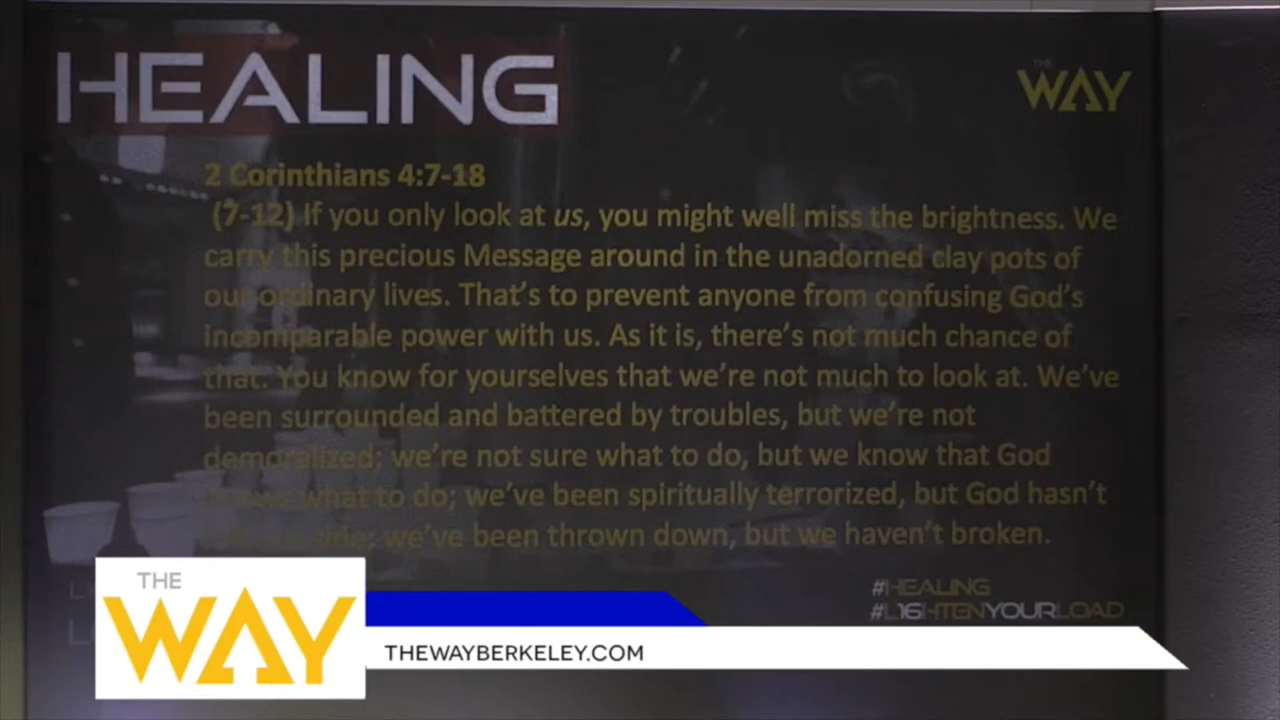 HEALING
THE
WAY
2 Corinthians 4:7-18
(7-12) If you only look at us, you might well miss the brightness. We
carry this precious Message around in the unadorned clay pots of
our ordinary lives. That's to prevent anyone from confusing God's
incomparable power with us. As it is, there's not much chance of
that. You know for yourselves that we're not much to look at. We've
been surrounded and battered by troubles, but we're not
demoralized; we're not sure what to do, but we know that God
what to do; we've been spiritually terrorized, but God hasn't
side; we've been thrown down, but we haven't broken.
#HEALING
#L16HTENYOURLOAD
THE
WAY
THEWAYBERKELEY.COM